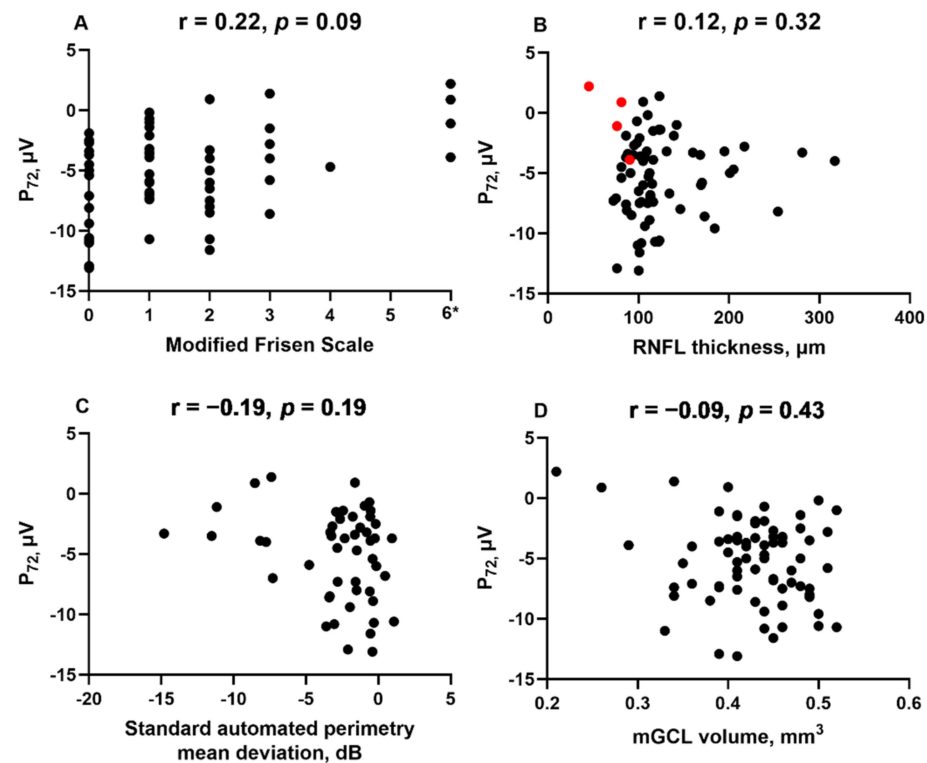 A
r = 0.22, p = 0.09
5
0
-5
-10
-15
P72, µV
0 1 2 3 4 5 6*
Modified Frisen Scale
B
r = 0.12, p = 0.32
5
0
-5
-10
-15
P72, µV
0 100 200 300 400
RNFL thickness, µm
C
r = −0.19, p = 0.19
5
0
-5
-10
-15
P72, µV
-20 -15 -10 -5 0 5
Standard automated perimetry
mean deviation, dB
D
r = −0.09, p = 0.43
5
0
-5
-10
-15
P72, µV
0.2 0.3 0.4 0.5 0.6
mGCL volume, mm3